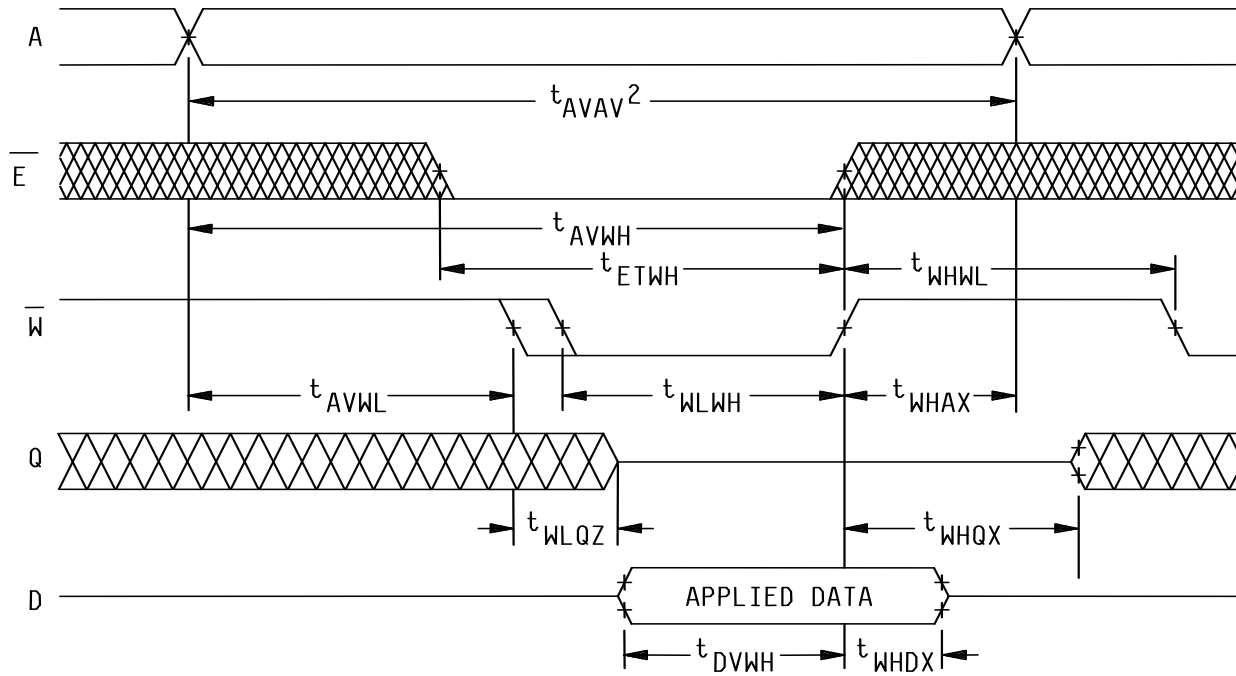 A
tAVAV²
E̅
tAVWH
tETWH
tWHWL
W̅
tAVWL
tWLWH
tWHAX
Q
tWLQZ
tWHQX
D
APPLIED DATA
tDVWH
tWHDX